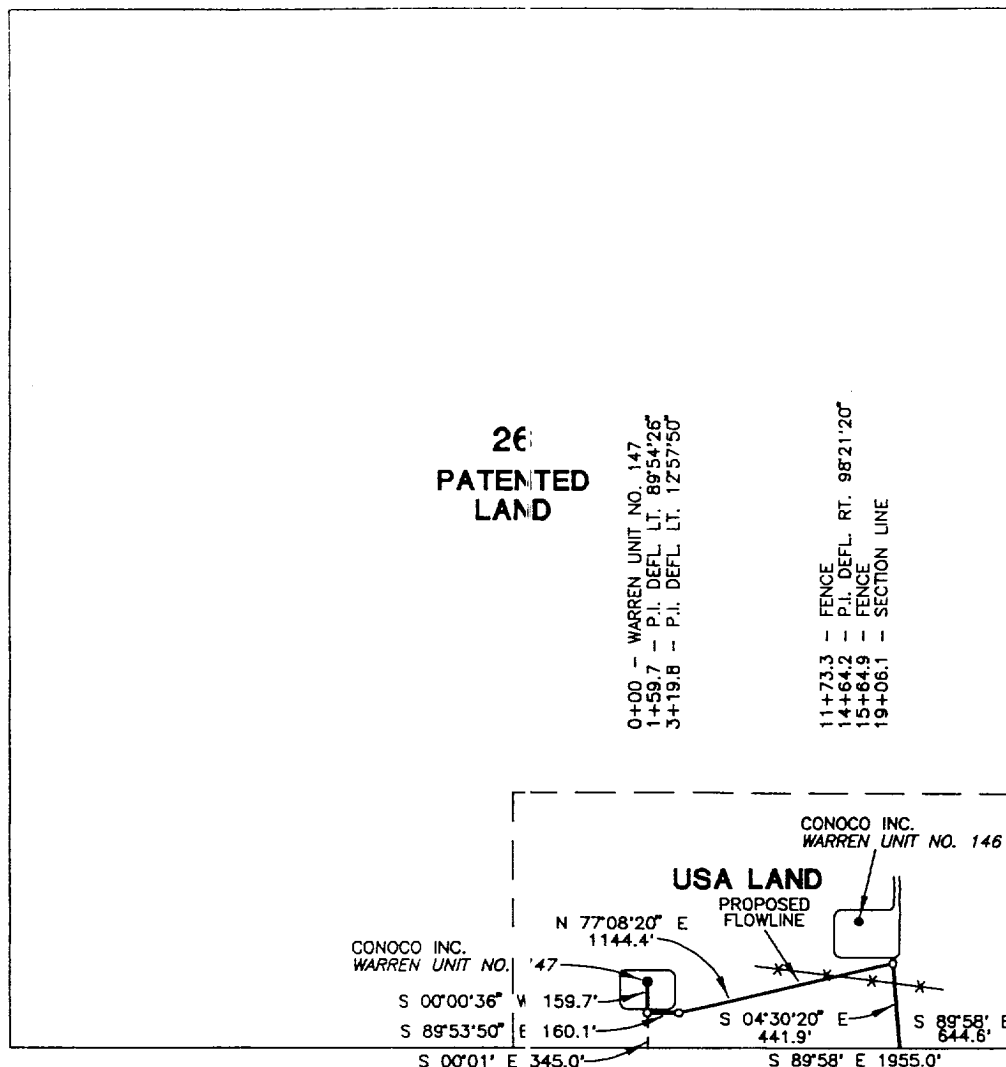 26
PATENTED
LAND
0+00 - WARREN UNIT NO. 147
1+59.7 - P.I. DEFL. LT. 89°54'26"
3+19.8 - P.I. DEFL. LT. 12°57'50"
11+73.3 - FENCE
14+64.2 - P.I. DEFL. RT. 98°21'20"
15+64.9 - FENCE
19+06.1 - SECTION LINE
CONOCO INC.
WARREN UNIT NO. 146
USA LAND
PROPOSED
FLOWLINE
N 77°08'20" E
1144.4'
CONOCO INC.
WARREN UNIT NO. 147
S 00°00'36" W 159.7'
S 89°53'50" E 160.1'
S 00°01' E 345.0'
S 04°30'20" E
441.9'
S 89°58' E
644.6'
S 89°58' E 1955.0'